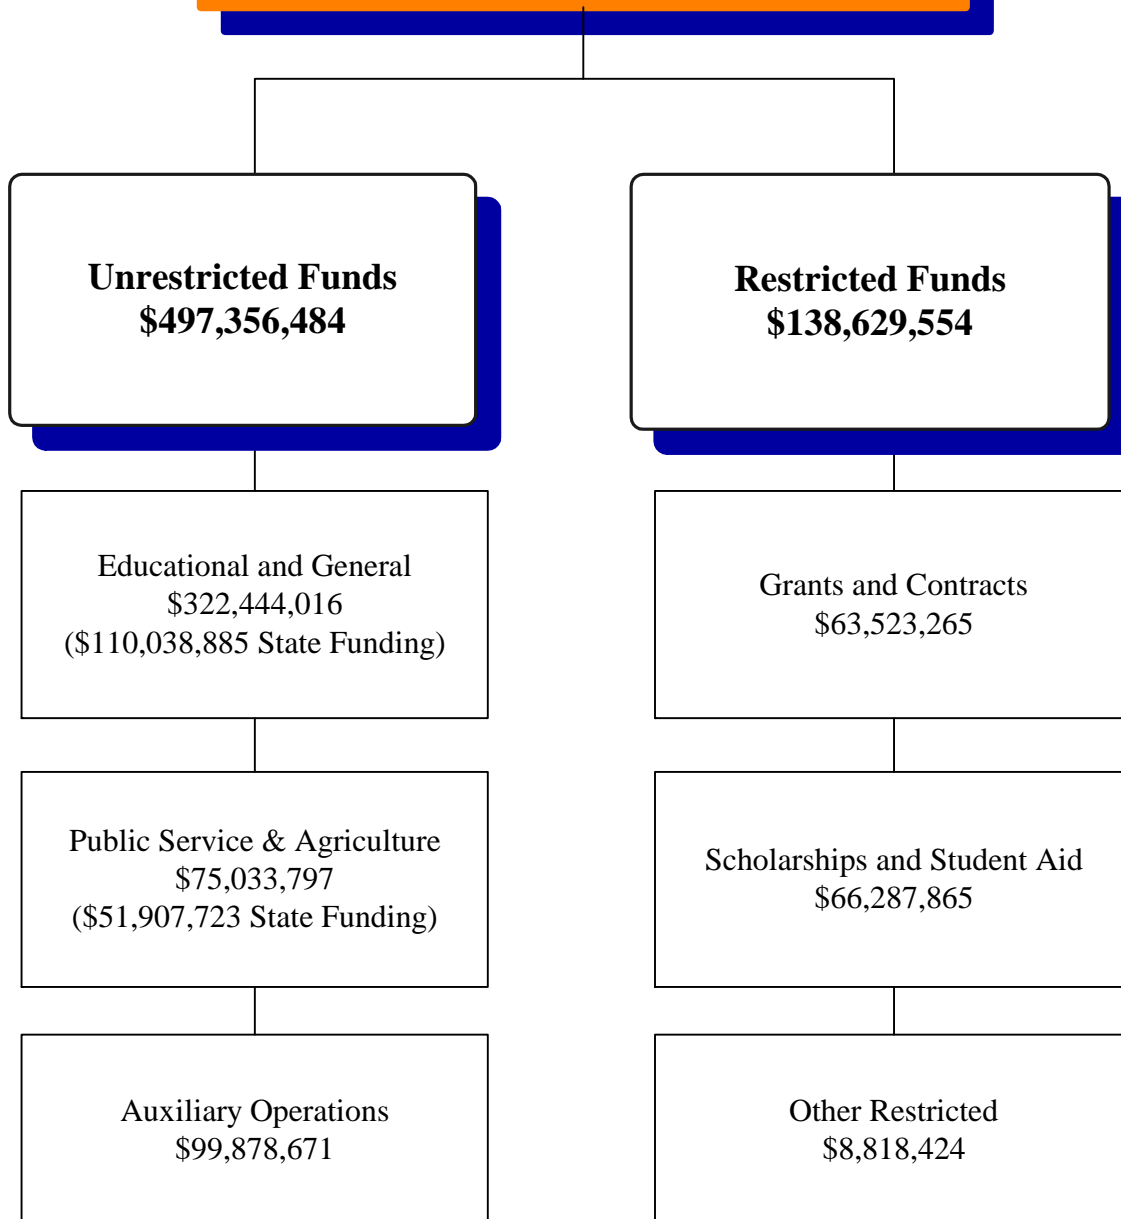 Unrestricted Funds
$497,356,484
Restricted Funds
$138,629,554
Educational and General
$322,444,016
($110,038,885 State Funding)
Grants and Contracts
$63,523,265
Public Service & Agriculture
$75,033,797
($51,907,723 State Funding)
Scholarships and Student Aid
$66,287,865
Auxiliary Operations
$99,878,671
Other Restricted
$8,818,424